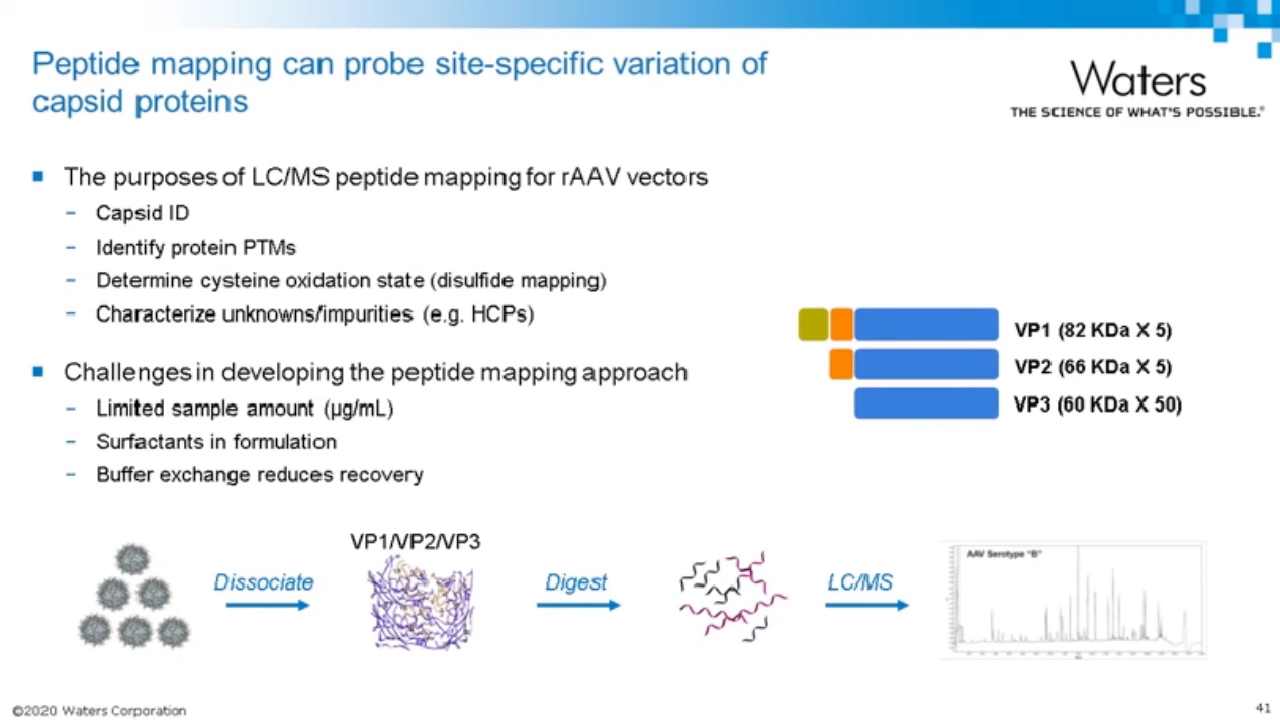 Peptide mapping can probe site-specific variation of
capsid proteins
Waters
THE SCIENCE OF WHAT'S POSSIBLE.®
■ The purposes of LC/MS peptide mapping for rAAV vectors
– Capsid ID
– Identify protein PTMs
– Determine cysteine oxidation state (disulfide mapping)
– Characterize unknowns/impurities (e.g. HCPs)
■ Challenges in developing the peptide mapping approach
– Limited sample amount (µg/mL)
– Surfactants in formulation
– Buffer exchange reduces recovery
VP1 (82 KDa X 5)
VP2 (66 KDa X 5)
VP3 (60 KDa X 50)
Dissociate
VP1/VP2/VP3
Digest
LC/MS
AAV Serotype "B"
©2020 Waters Corporation
41